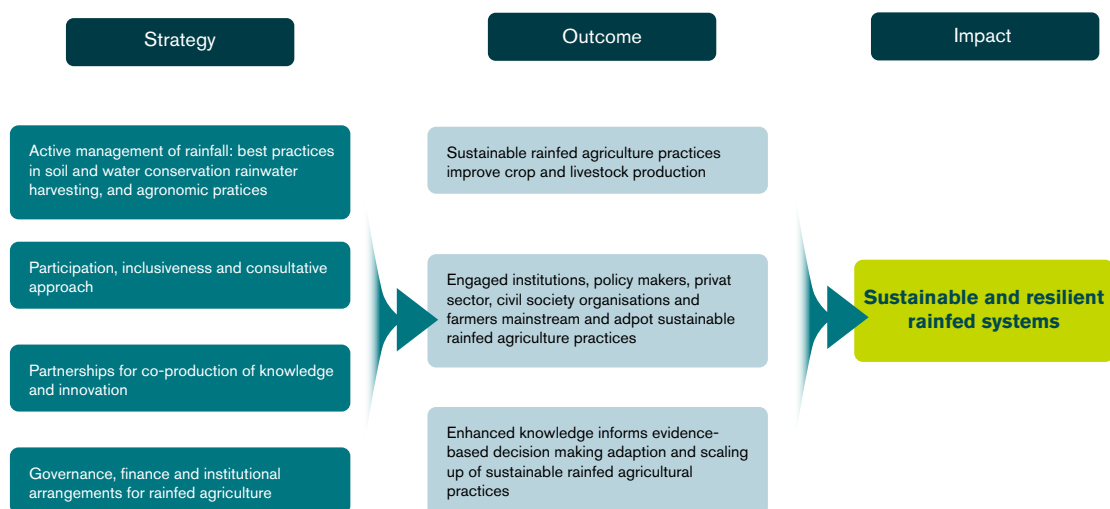 Strategy
Outcome
Impact
Active management of rainfall: best practices
in soil and water conservation rainwater
harvesting, and agronomic pratices
Participation, inclusiveness and consultative
approach
Partnerships for co-production of knowledge
and innovation
Governance, finance and institutional
arrangements for rainfed agriculture
Sustainable rainfed agriculture practices
improve crop and livestock production
Engaged institutions, policy makers, privat
sector, civil society organisations and
farmers mainstream and adpot sustainable
rainfed agriculture practices
Enhanced knowledge informs evidence-
based decision making adaption and scaling
up of sustainable rainfed agricultural
practices
Sustainable and resilient
rainfed systems